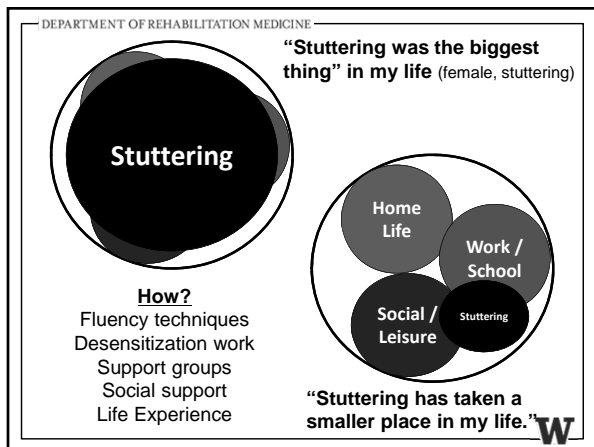 DEPARTMENT OF REHABILITATION MEDICINE
“Stuttering was the biggest
thing” in my life (female, stuttering)
Stuttering
Home
Life
Work /
School
Social /
Leisure
Stuttering
How?
Fluency techniques
Desensitization work
Support groups
Social support
Life Experience
“Stuttering has taken a
smaller place in my life.”
W